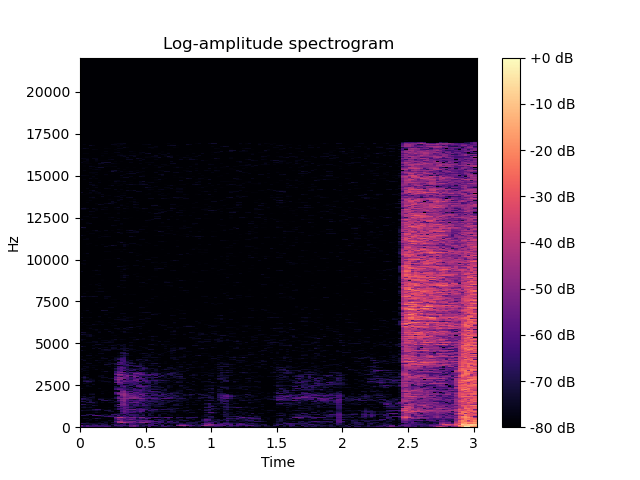 Log-amplitude spectrogram
Hz
20000
17500
15000
12500
10000
7500
5000
2500
0
0 0.5 1 1.5 2 2.5 3
Time
+0 dB
-10 dB
-20 dB
-30 dB
-40 dB
-50 dB
-60 dB
-70 dB
-80 dB